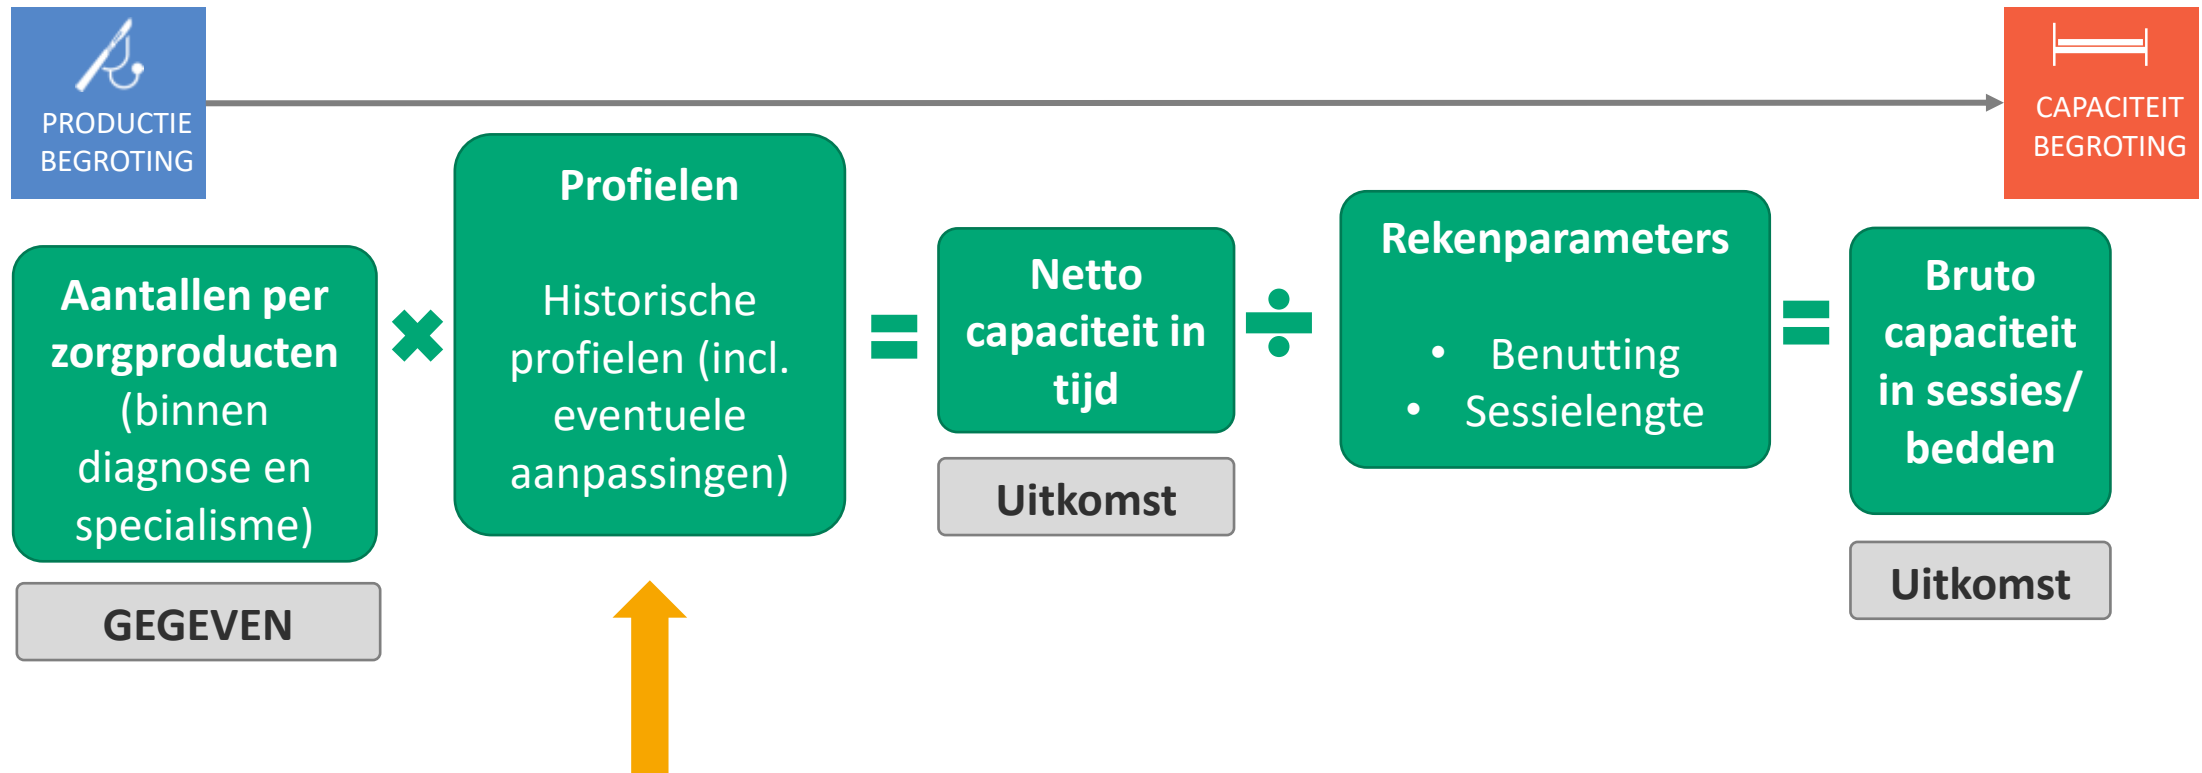 PRODUCTIE
BEGROTING
CAPACITEIT
BEGROTING
Aantallen per
zorgproducten
(binnen
diagnose en
specialisme)
GEGEVEN
Profielen
Historische
profielen (incl.
eventuele
aanpassingen)
Netto
capaciteit in
tijd
Uitkomst
Rekenparameters
• Benutting
• Sessielengte
Bruto
capaciteit
in sessies/
bedden
Uitkomst